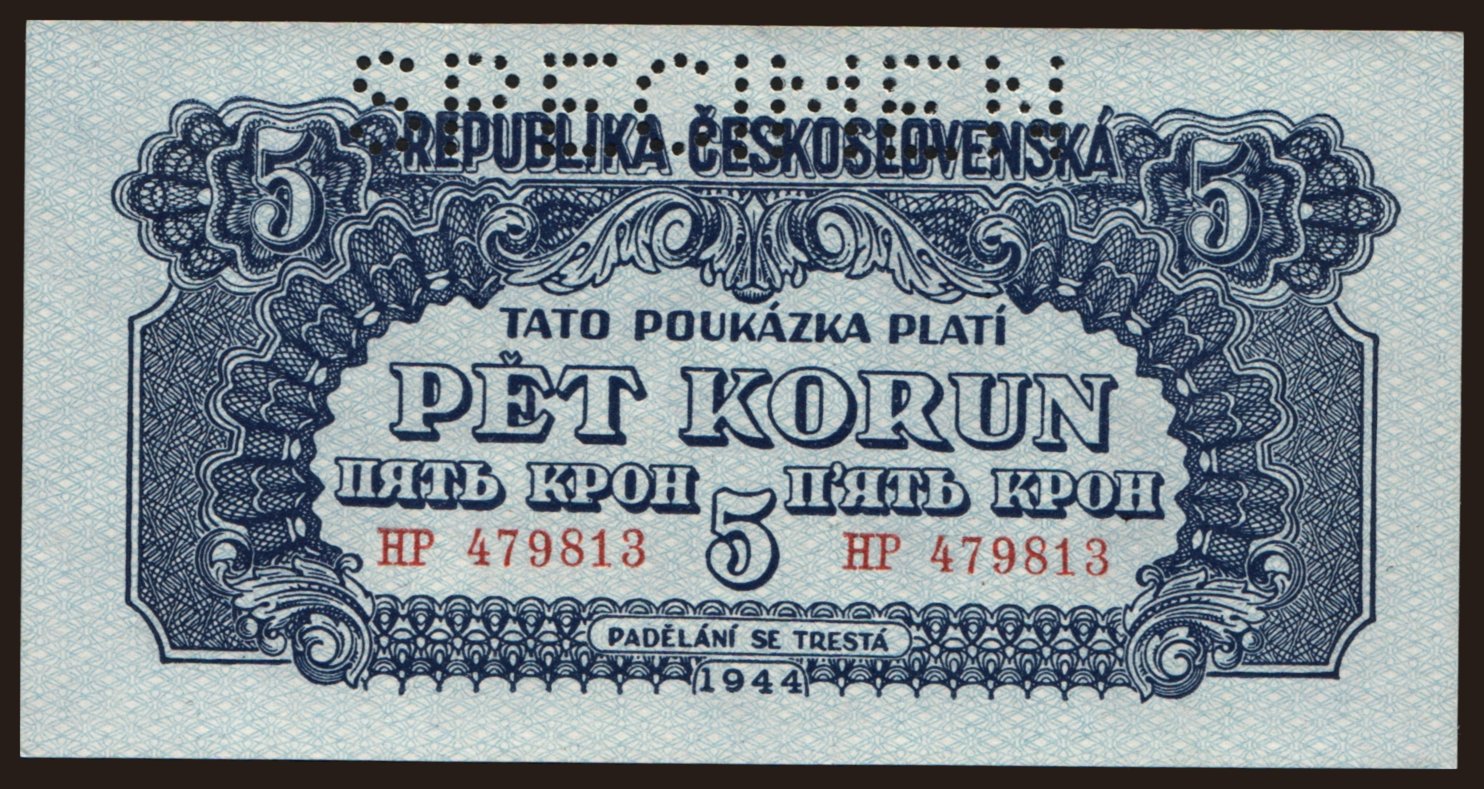 SPECIMEN
REPUBLIKA ČESKOSLOVENSKÁ
5 5
TATO POUKÁZKA PLATÍ
PĚT KORUN
ПЯТЬ КРОН 5 П'ЯТЬ КРОН
HP 479813 HP 479813
PADĚLÁNÍ SE TRESTÁ
1944